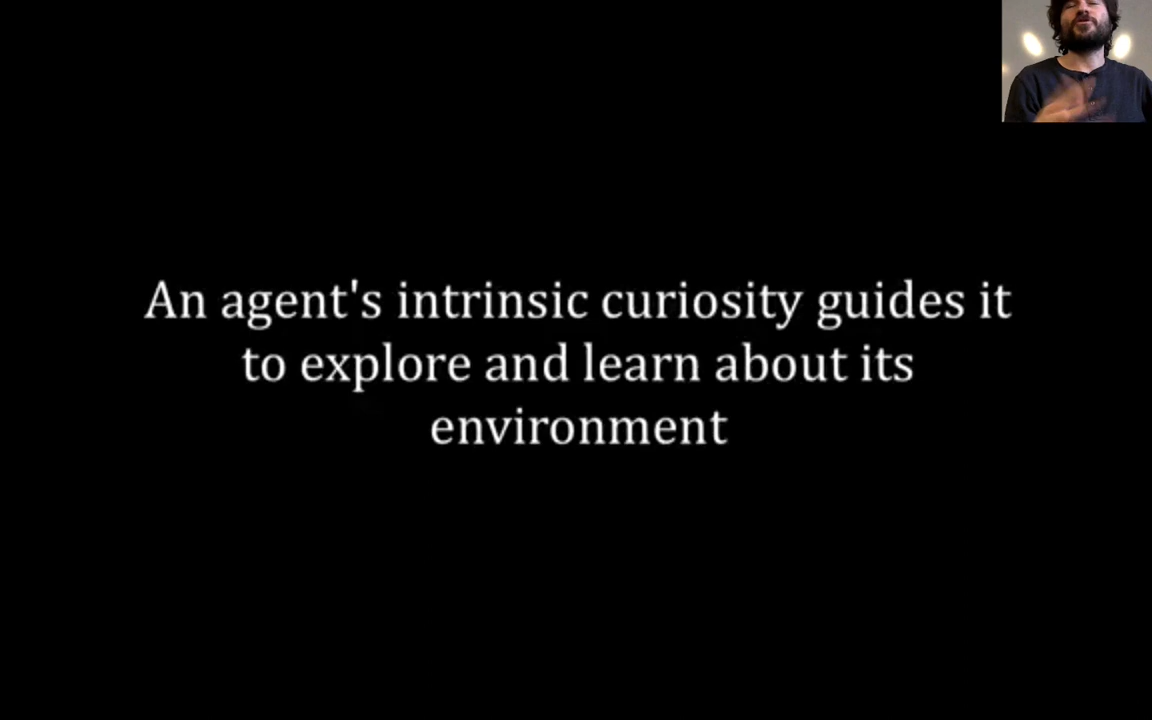 An agent's intrinsic curiosity guides it
to explore and learn about its
environment